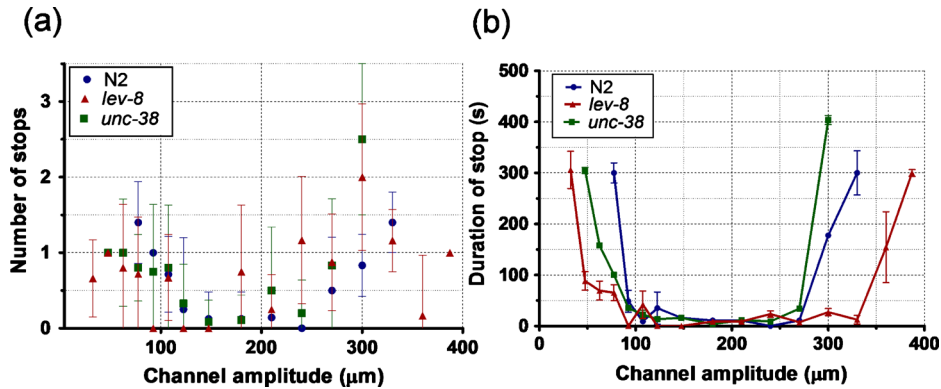 (a)
Number of stops
3
2
1
0
N2
lev-8
unc-38
100
200
300
400
Channel amplitude (µm)
(b)
Duration of stop (s)
500
400
300
200
100
0
N2
lev-8
unc-38
0
100
200
300
400
Channel amplitude (µm)